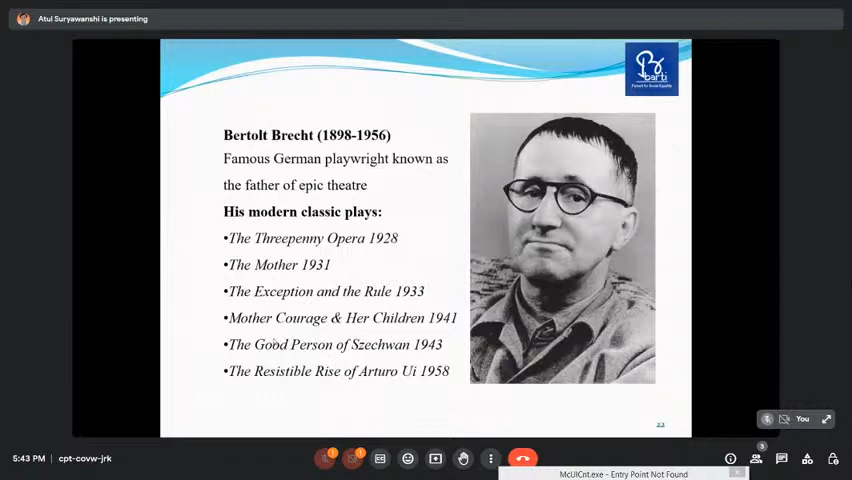 Atul Suryawanshi is presenting
barti
Bertolt Brecht (1898-1956)
Famous German playwright known as
the father of epic theatre
His modern classic plays:
•The Threepenny Opera 1928
•The Mother 1931
•The Exception and the Rule 1933
•Mother Courage & Her Children 1941
•The Good Person of Szechwan 1943
•The Resistible Rise of Arturo Ui 1958
22
You
5:43 PM | cpt-covw-jrk
3
McUICnt.exe - Entry Point Not Found